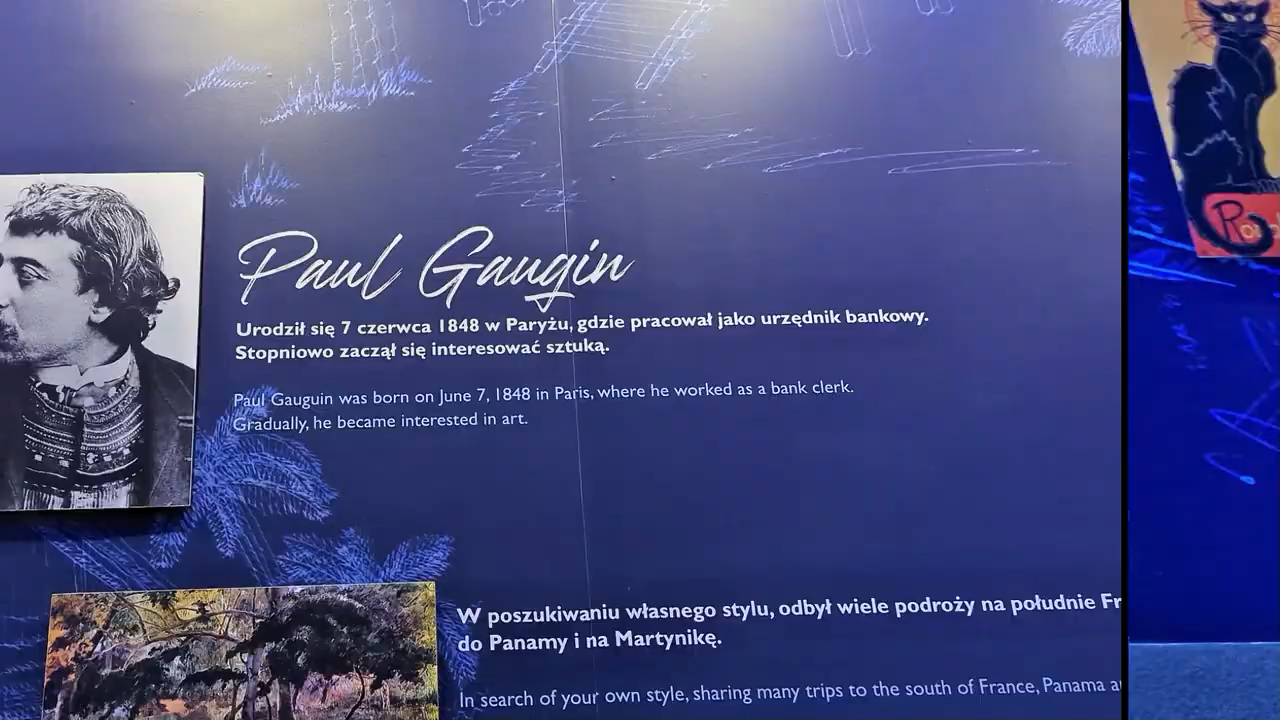 Paul Gaugin
Urodził się 7 czerwca 1848 w Paryżu, gdzie pracował jako urzędnik bankowy.
Stopniowo zaczął się interesować sztuką.
Paul Gauguin was born on June 7, 1848 in Paris, where he worked as a bank clerk.
Gradually, he became interested in art.
W poszukiwaniu własnego stylu, odbył wiele podroży na południe Fr
do Panamy i na Martynikę.
In search of your own style, sharing many trips to the south of France, Panama a